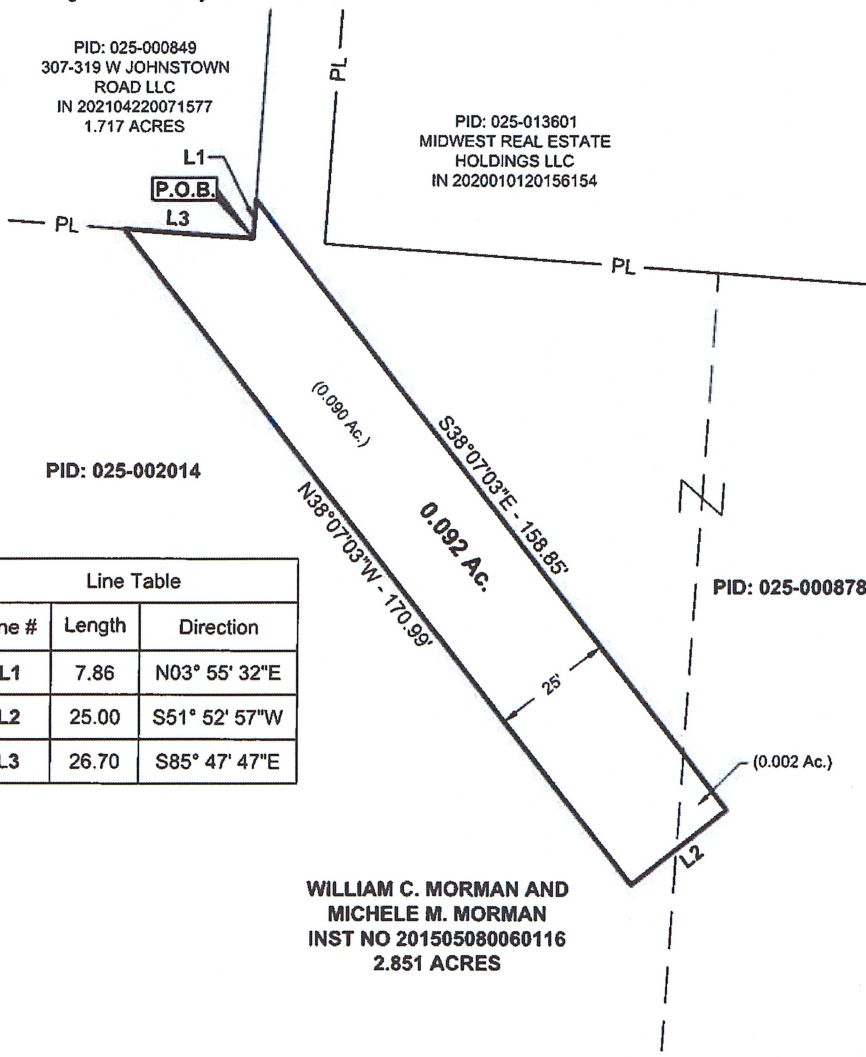 PID: 025-000849
307-319 W JOHNSTOWN
ROAD LLC
IN 202104220071577
1.717 ACRES
PL
PID: 025-013601
MIDWEST REAL ESTATE
HOLDINGS LLC
IN 2020010120156154
L1
P.O.B.
L3
PL
PL
(0.090 Ac.)
S38°07'03"E - 158.85'
PID: 025-002014
N38°07'03"W - 170.99'
0.092 Ac.
PID: 025-000878
Line Table
ne # Length Direction
L1 7.86 N03° 55' 32"E
L2 25.00 S51° 52' 57"W
L3 26.70 S85° 47' 47"E
25'
(0.002 Ac.)
L2
WILLIAM C. MORMAN AND
MICHELE M. MORMAN
INST NO 201505080060116
2.851 ACRES